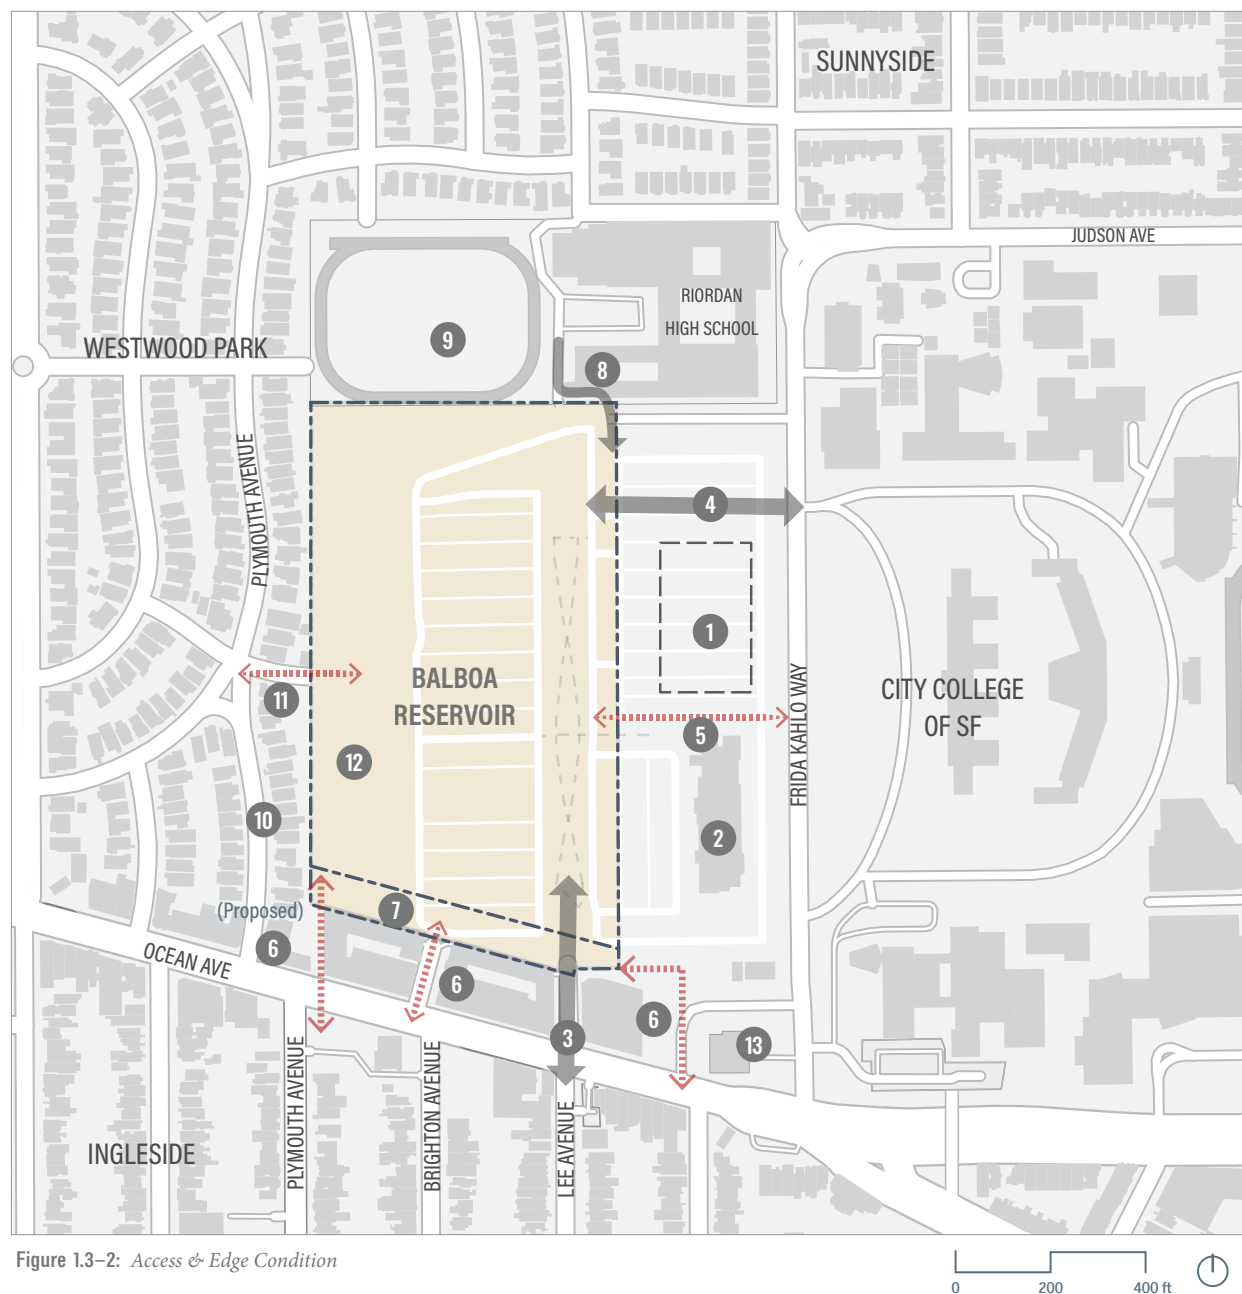 SUNNYSIDE
JUDSON AVE
RIORDAN
HIGH SCHOOL
9
WESTWOOD PARK
8
PLYMOUTH AVENUE
4
1
BALBOA
RESERVOIR
CITY COLLEGE
OF SF
11
5
FRIDA KAHLO WAY
12
10
2
(Proposed)
7
6
OCEAN AVE
6
6
3
13
PLYMOUTH AVENUE
BRIGHTON AVENUE
LEE AVENUE
INGLESIDE
Figure 1.3–2: Access & Edge Condition
0 200 400 ft